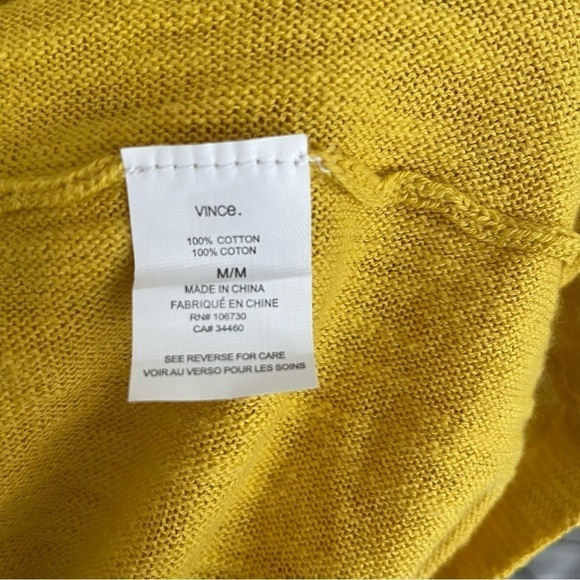 VINCe.
100% COTTON
100% COTON
M/M
MADE IN CHINA
FABRIQUÉ EN CHINE
RN# 106730
CA# 34460
SEE REVERSE FOR CARE
VOIR AU VERSO POUR LES SOINS